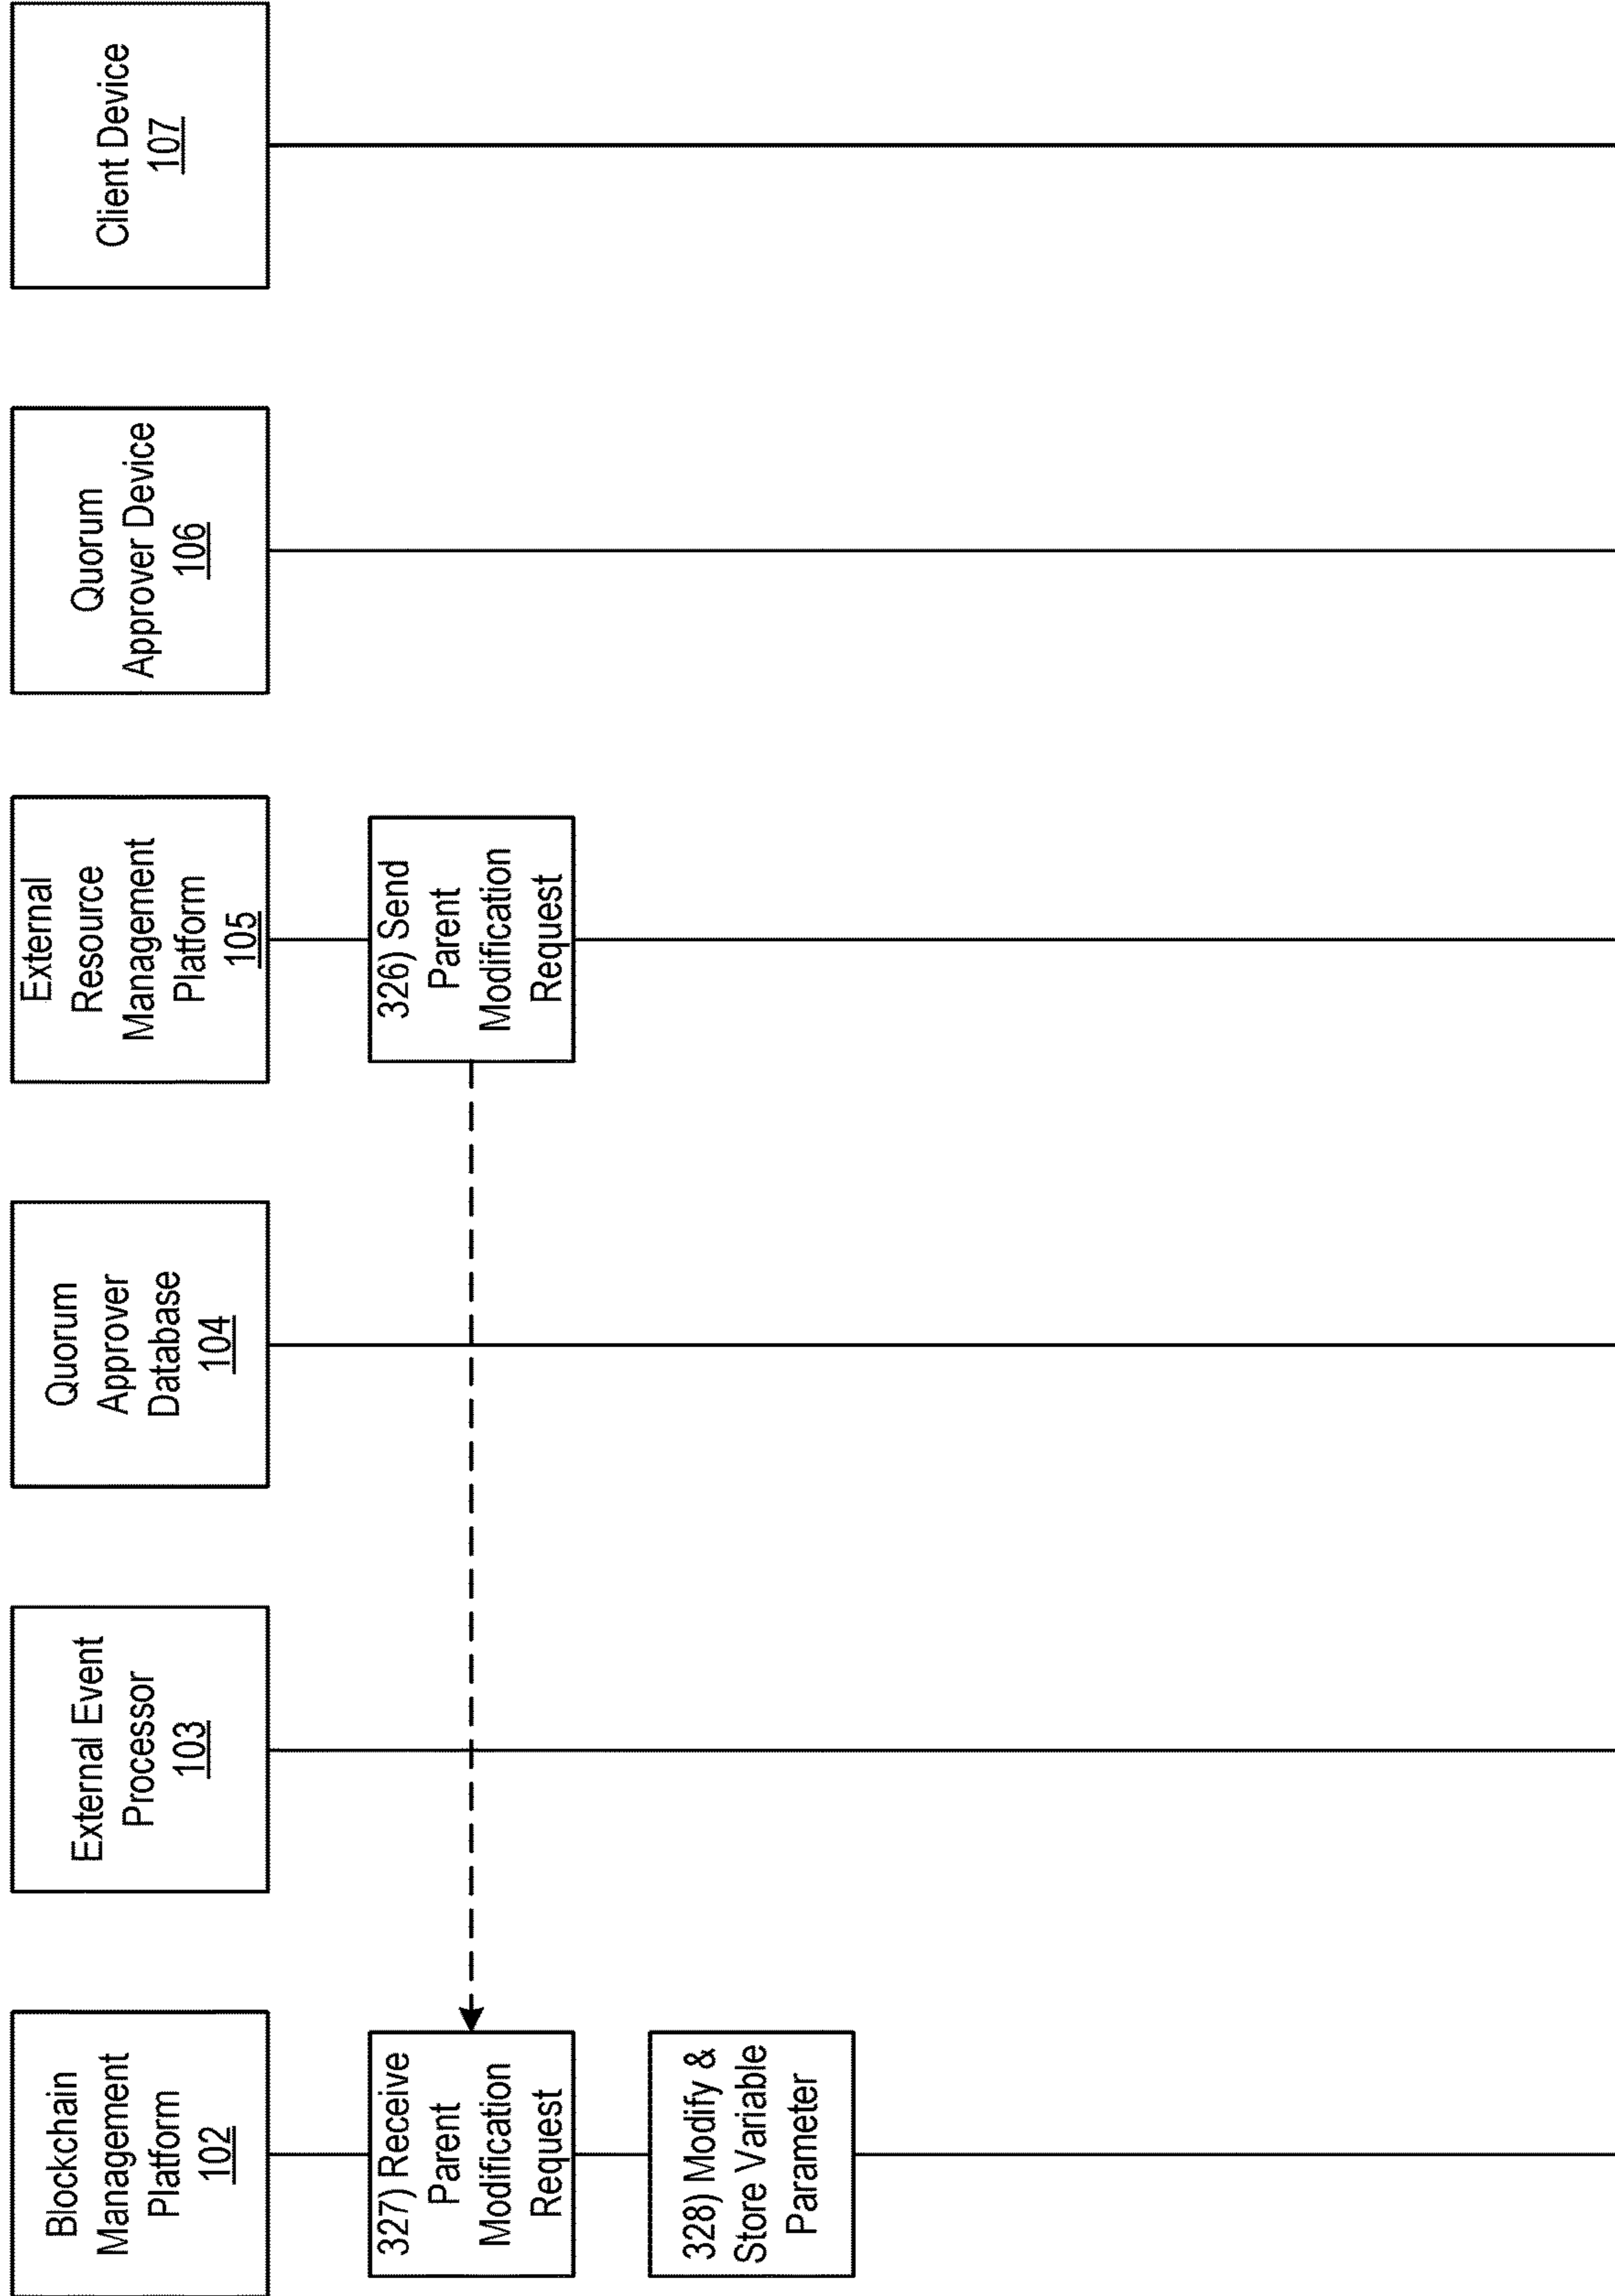 Blockchain
Management
Platform
102
External Event
Processor
103
Quorum
Approver
Database
104
External
Resource
Management
Platform
105
Quorum
Approver Device
106
Client Device
107
326) Send
Parent
Modification
Request
327) Receive
Parent
Modification
Request
328) Modify &
Store Variable
Parameter